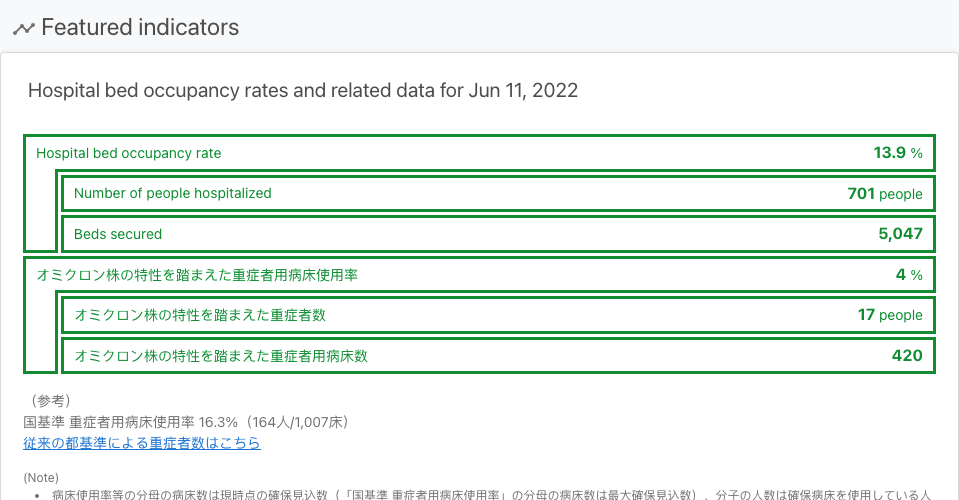 Featured indicators
Hospital bed occupancy rates and related data for Jun 11, 2022
Hospital bed occupancy rate 13.9 %
Number of people hospitalized 701 people
Beds secured 5,047
オミクロン株の特性を踏まえた重症者用病床使用率 4 %
オミクロン株の特性を踏まえた重症者数 17 people
オミクロン株の特性を踏まえた重症者用病床数 420
（参考）
国基準 重症者用病床使用率 16.3%（164人/1,007床）
従来の都基準による重症者数はこちら
(Note)
• 病床使用率等の分母の病床数は現時点の確保見込数（「国基準 重症者用病床使用率」の分母の病床数は最大確保見込数）、分子の人数は確保病床を使用している人